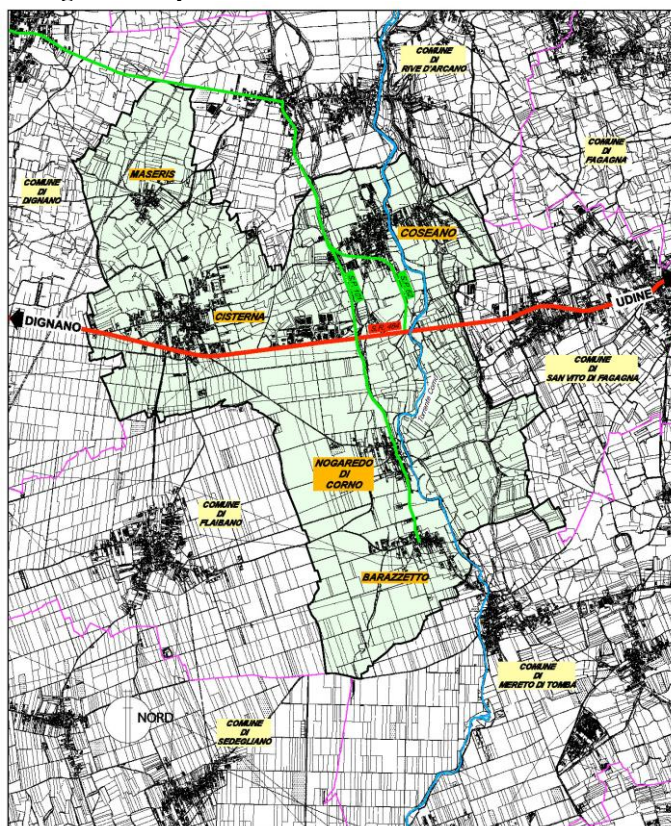 COMUNE
DI
RIVE D'ARCANO
COMUNE
DI
FAGAGNA
MASERIS
COMUNE
DI
DIGNANO
COSEANO
CISTERNA
UDINE
DIGNANO
COMUNE
DI
SAN VITO DI FAGAGNA
NOGAREDO
DI
CORNO
COMUNE
DI
FLAIBANO
BARAZZETTO
COMUNE
DI
MERETO DI TOMBA
NORD
COMUNE
DI
SEDEGLIANO